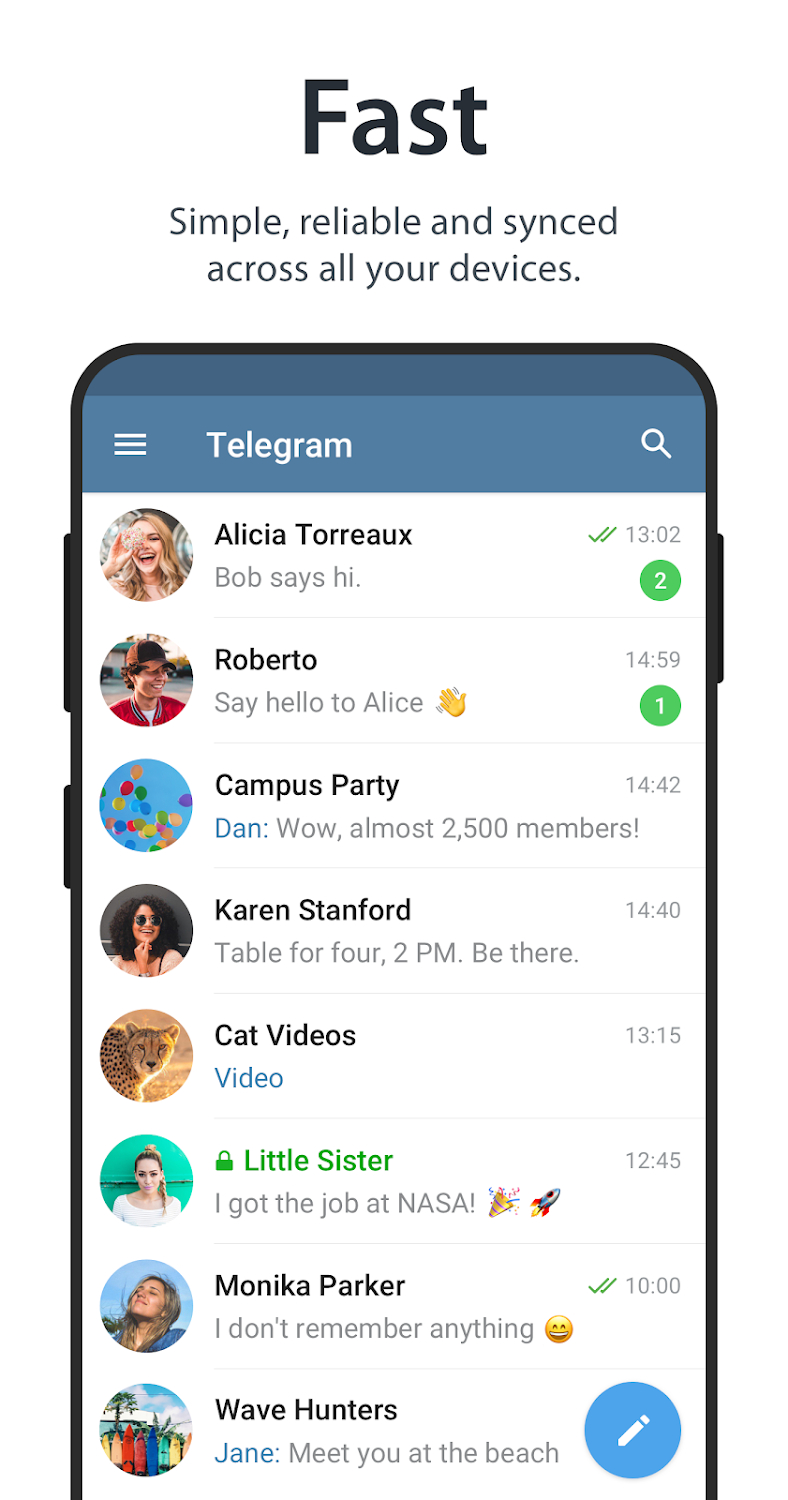 Fast
Simple, reliable and synced
across all your devices.
Telegram
Alicia Torreaux 13:02
Bob says hi. 2
Roberto 14:59
Say hello to Alice 👋 1
Campus Party 14:42
Dan: Wow, almost 2,500 members!
Karen Stanford 14:40
Table for four, 2 PM. Be there.
Cat Videos 13:15
Video
Little Sister 12:45
I got the job at NASA! 🎉 🚀
Monika Parker 10:00
I don't remember anything 😄
Wave Hunters
Jane: Meet you at the beach